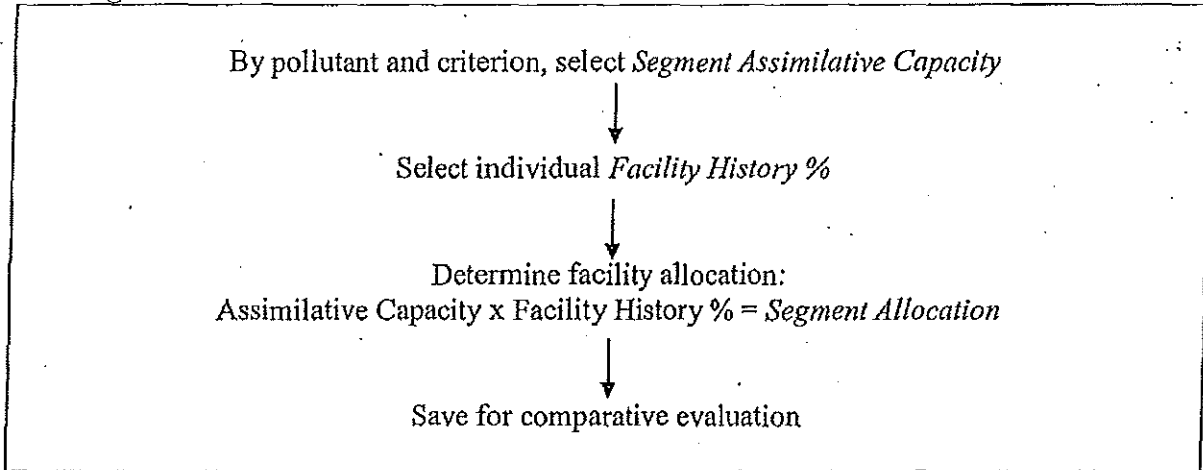 By pollutant and criterion, select Segment Assimilative Capacity
Select individual Facility History %
Determine facility allocation:
Assimilative Capacity x Facility History % = Segment Allocation
Save for comparative evaluation